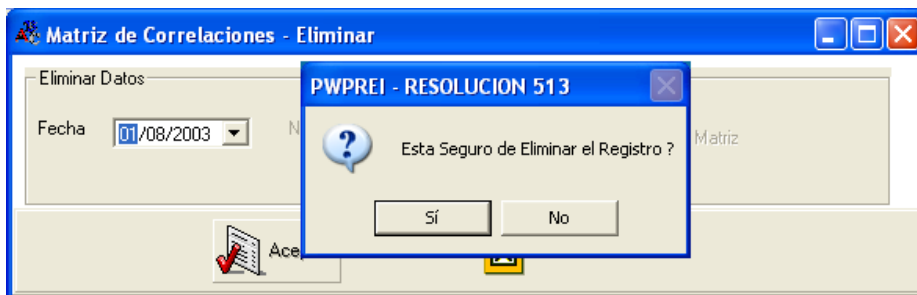 Matriz de Correlaciones - Eliminar
Eliminar Datos
PWPREI - RESOLUCION 513
Fecha
01/08/2003
Matriz
Esta Seguro de Eliminar el Registro ?
Sí
No